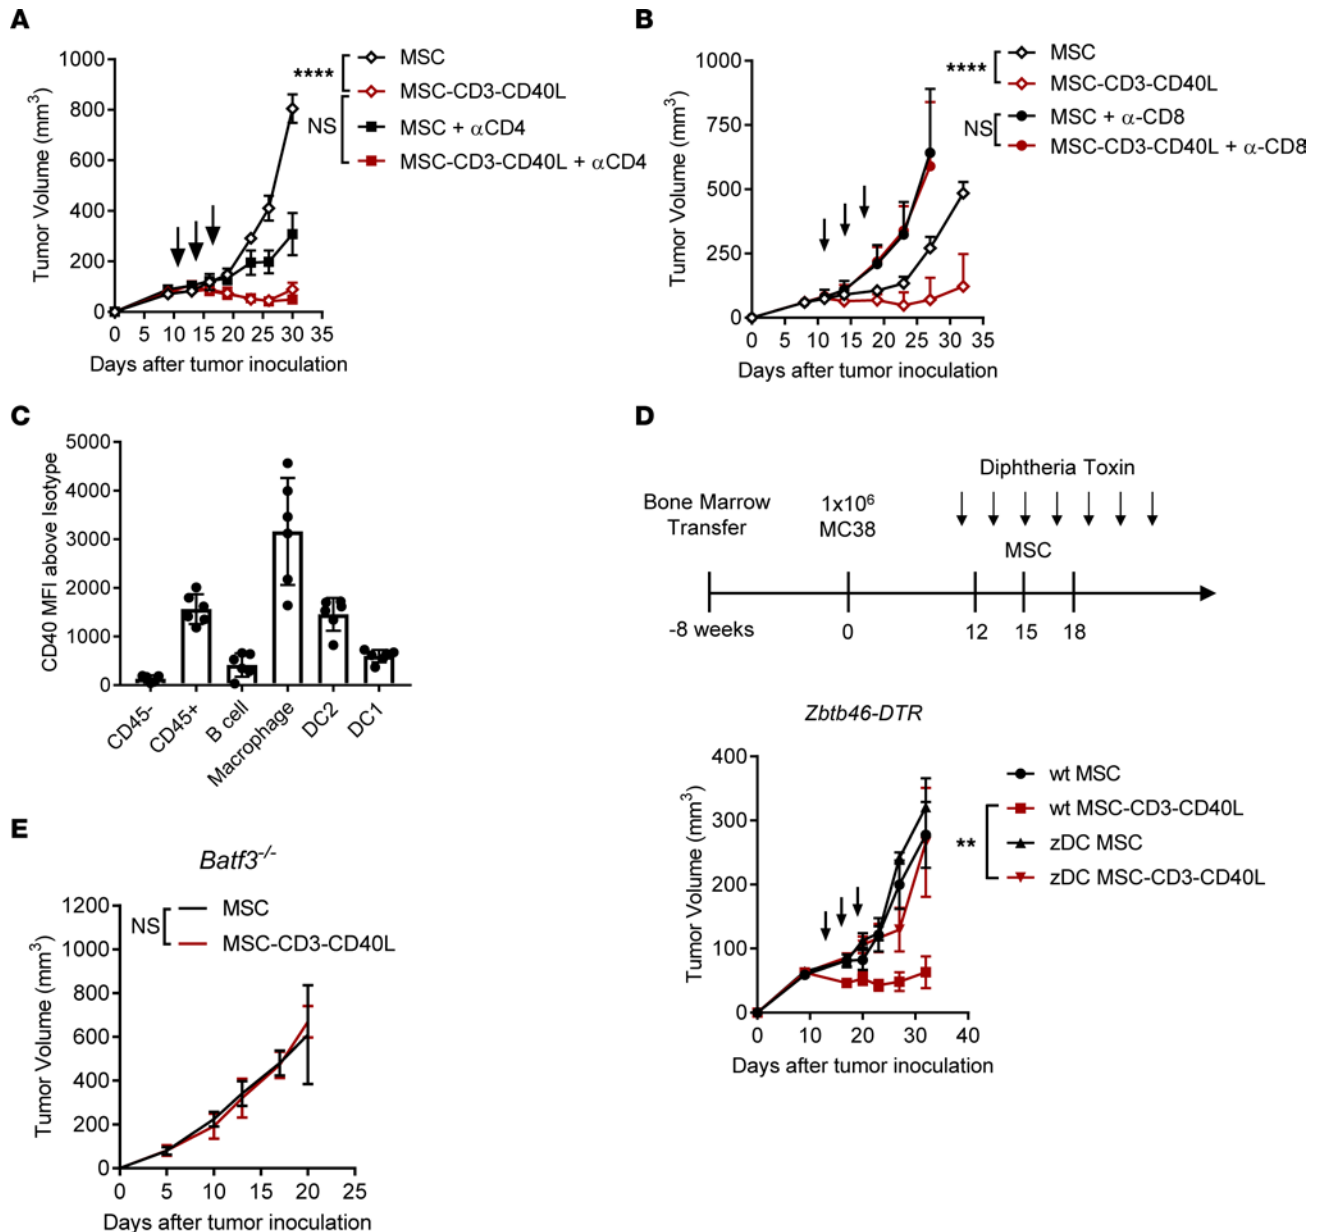 A
1000
800
600
400
200
0
0 5 10 15 20 25 30 35
Tumor Volume (mm³)
Days after tumor inoculation
****
NS
MSC
MSC-CD3-CD40L
MSC + αCD4
MSC-CD3-CD40L + αCD4
B
1000
750
500
250
0
0 5 10 15 20 25 30 35
Tumor Volume (mm³)
Days after tumor inoculation
****
NS
MSC
MSC-CD3-CD40L
MSC + α-CD8
MSC-CD3-CD40L + α-CD8
C
5000
4000
3000
2000
1000
0
CD40 MFI above Isotype
CD45-
CD45+
B cell
Macrophage
DC2
DC1
D
Diphtheria Toxin
Bone Marrow
Transfer
1x10⁶
MC38
MSC
-8 weeks 0 12 15 18
Zbtb46-DTR
400
300
200
100
0
0 10 20 30 40
Tumor Volume (mm³)
Days after tumor inoculation
**
wt MSC
wt MSC-CD3-CD40L
zDC MSC
zDC MSC-CD3-CD40L
E
Batf3⁻/⁻
NS
MSC
MSC-CD3-CD40L
1200
1000
800
600
400
200
0
0 5 10 15 20 25
Tumor Volume (mm³)
Days after tumor inoculation